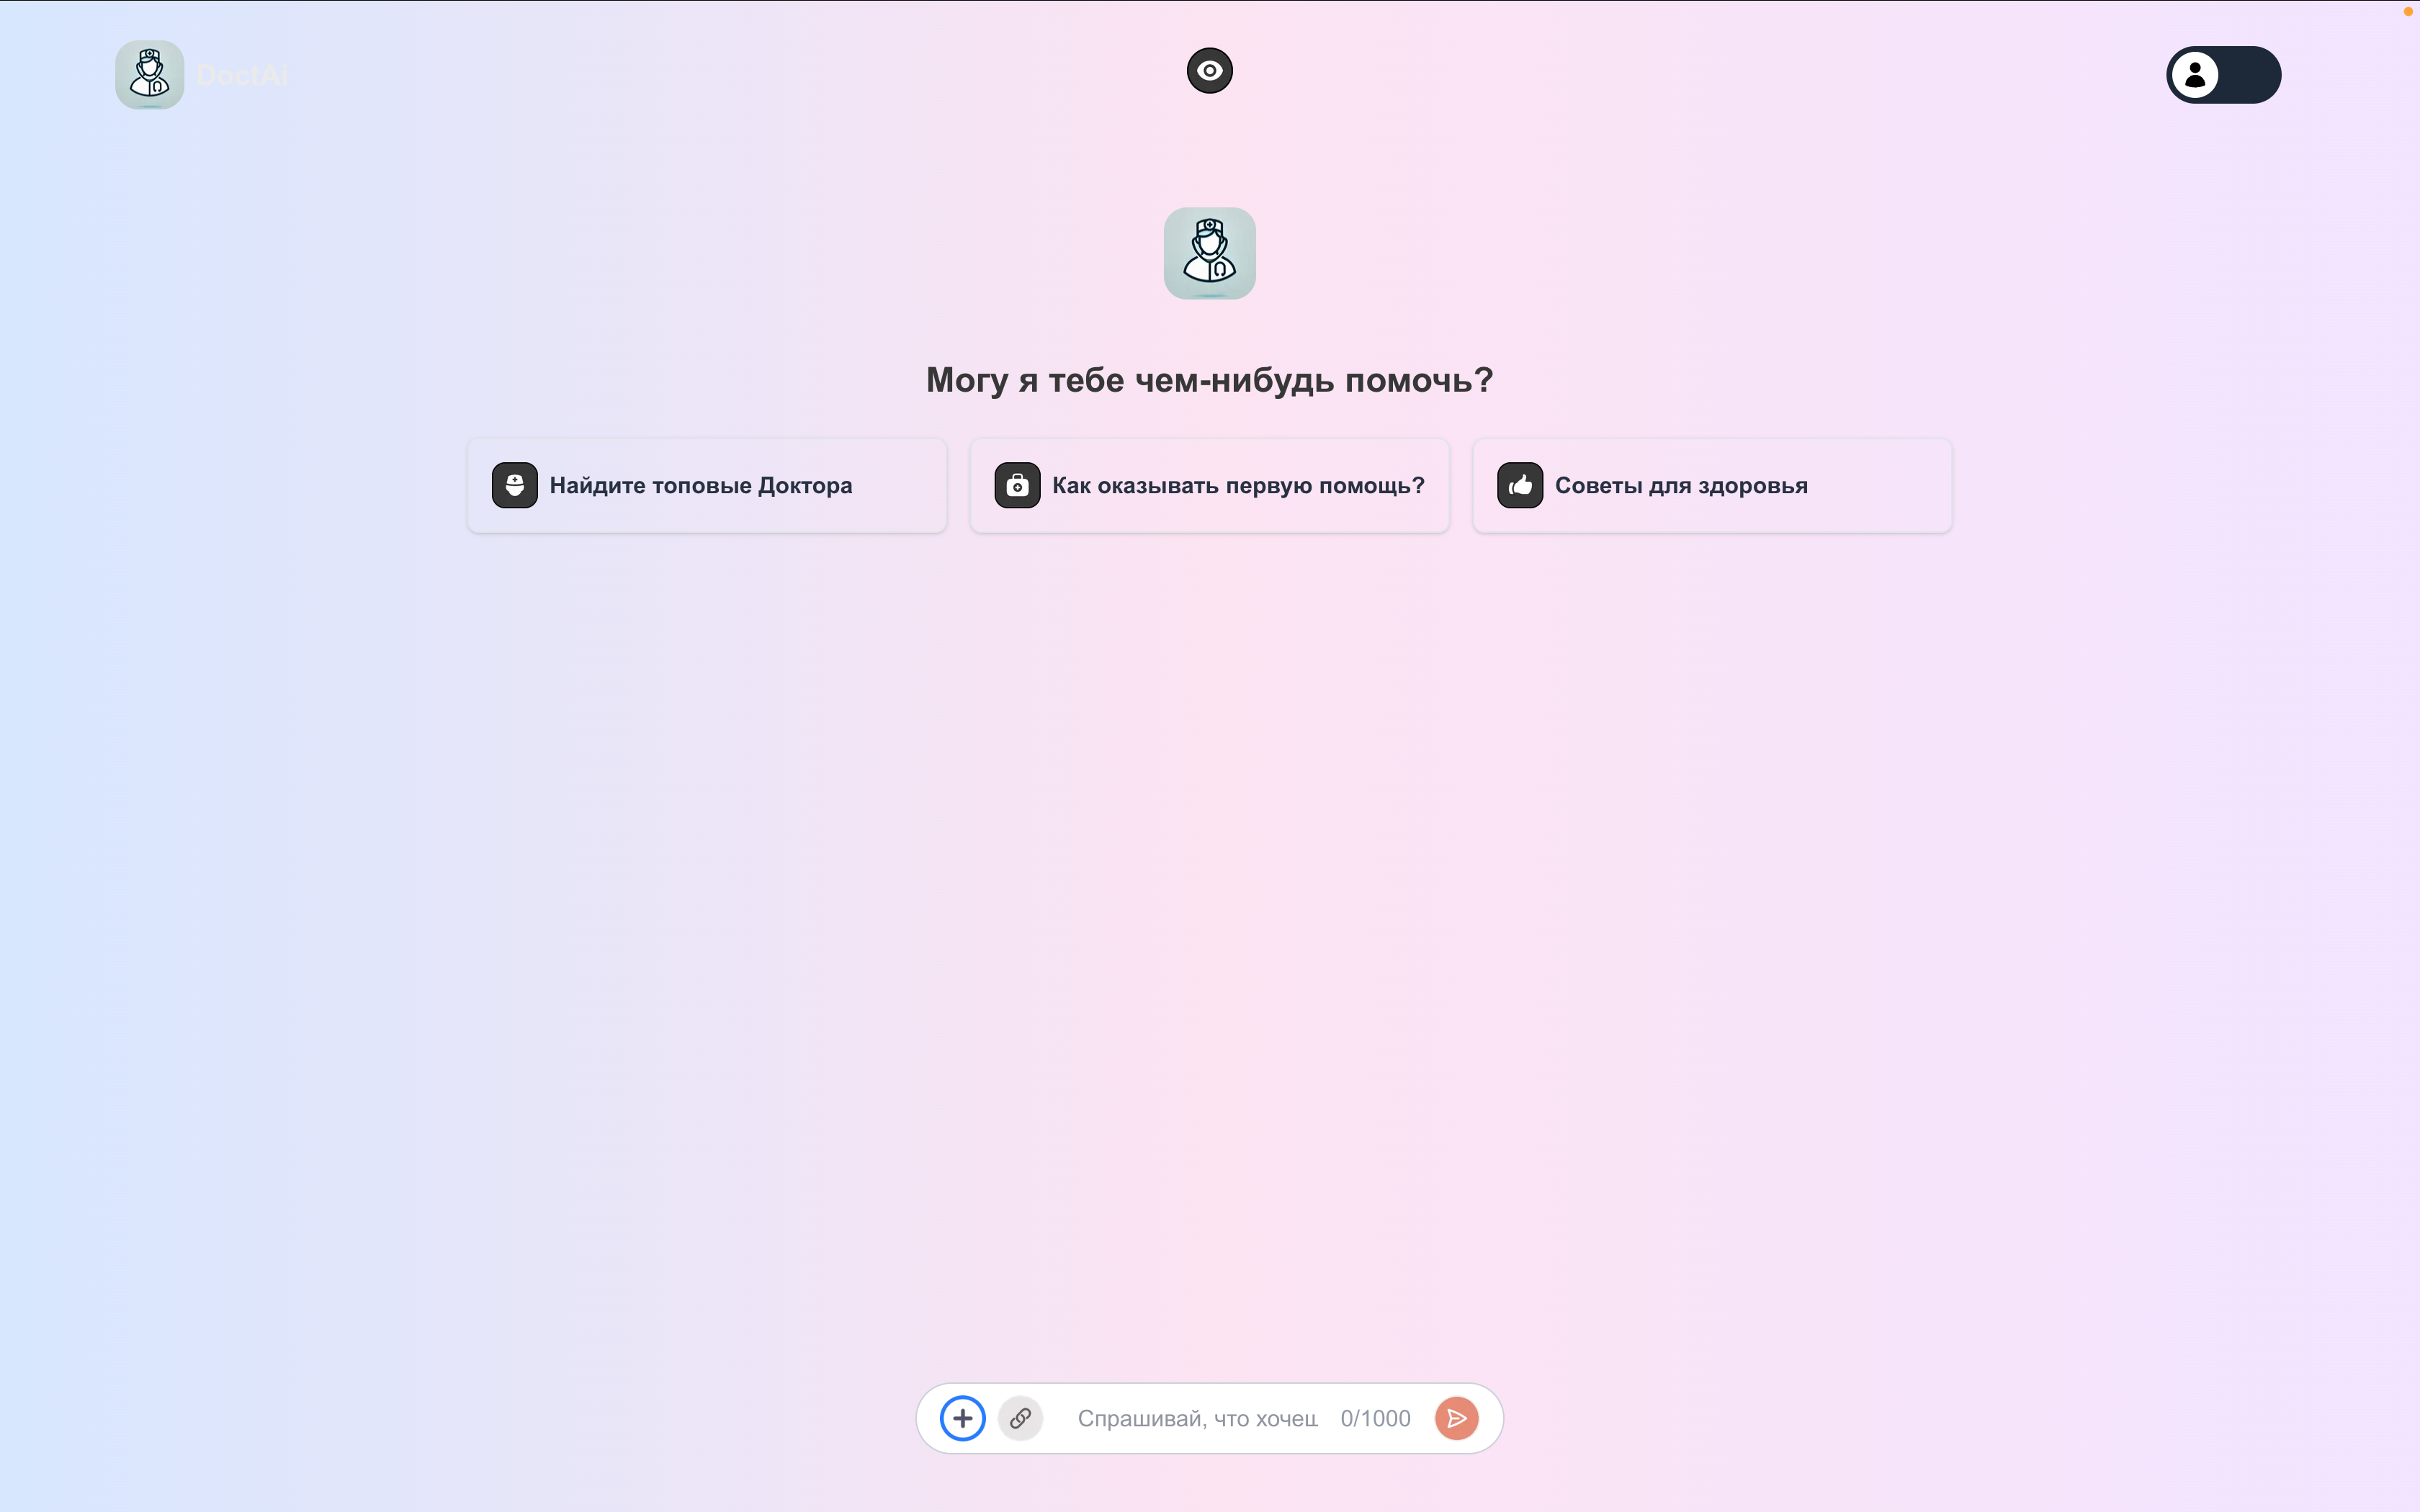 DoctAi
Могу я тебе чем-нибудь помочь?
Найдите топовые Доктора
Как оказывать первую помощь?
Советы для здоровья
Спрашивай, что хочеш 0/1000